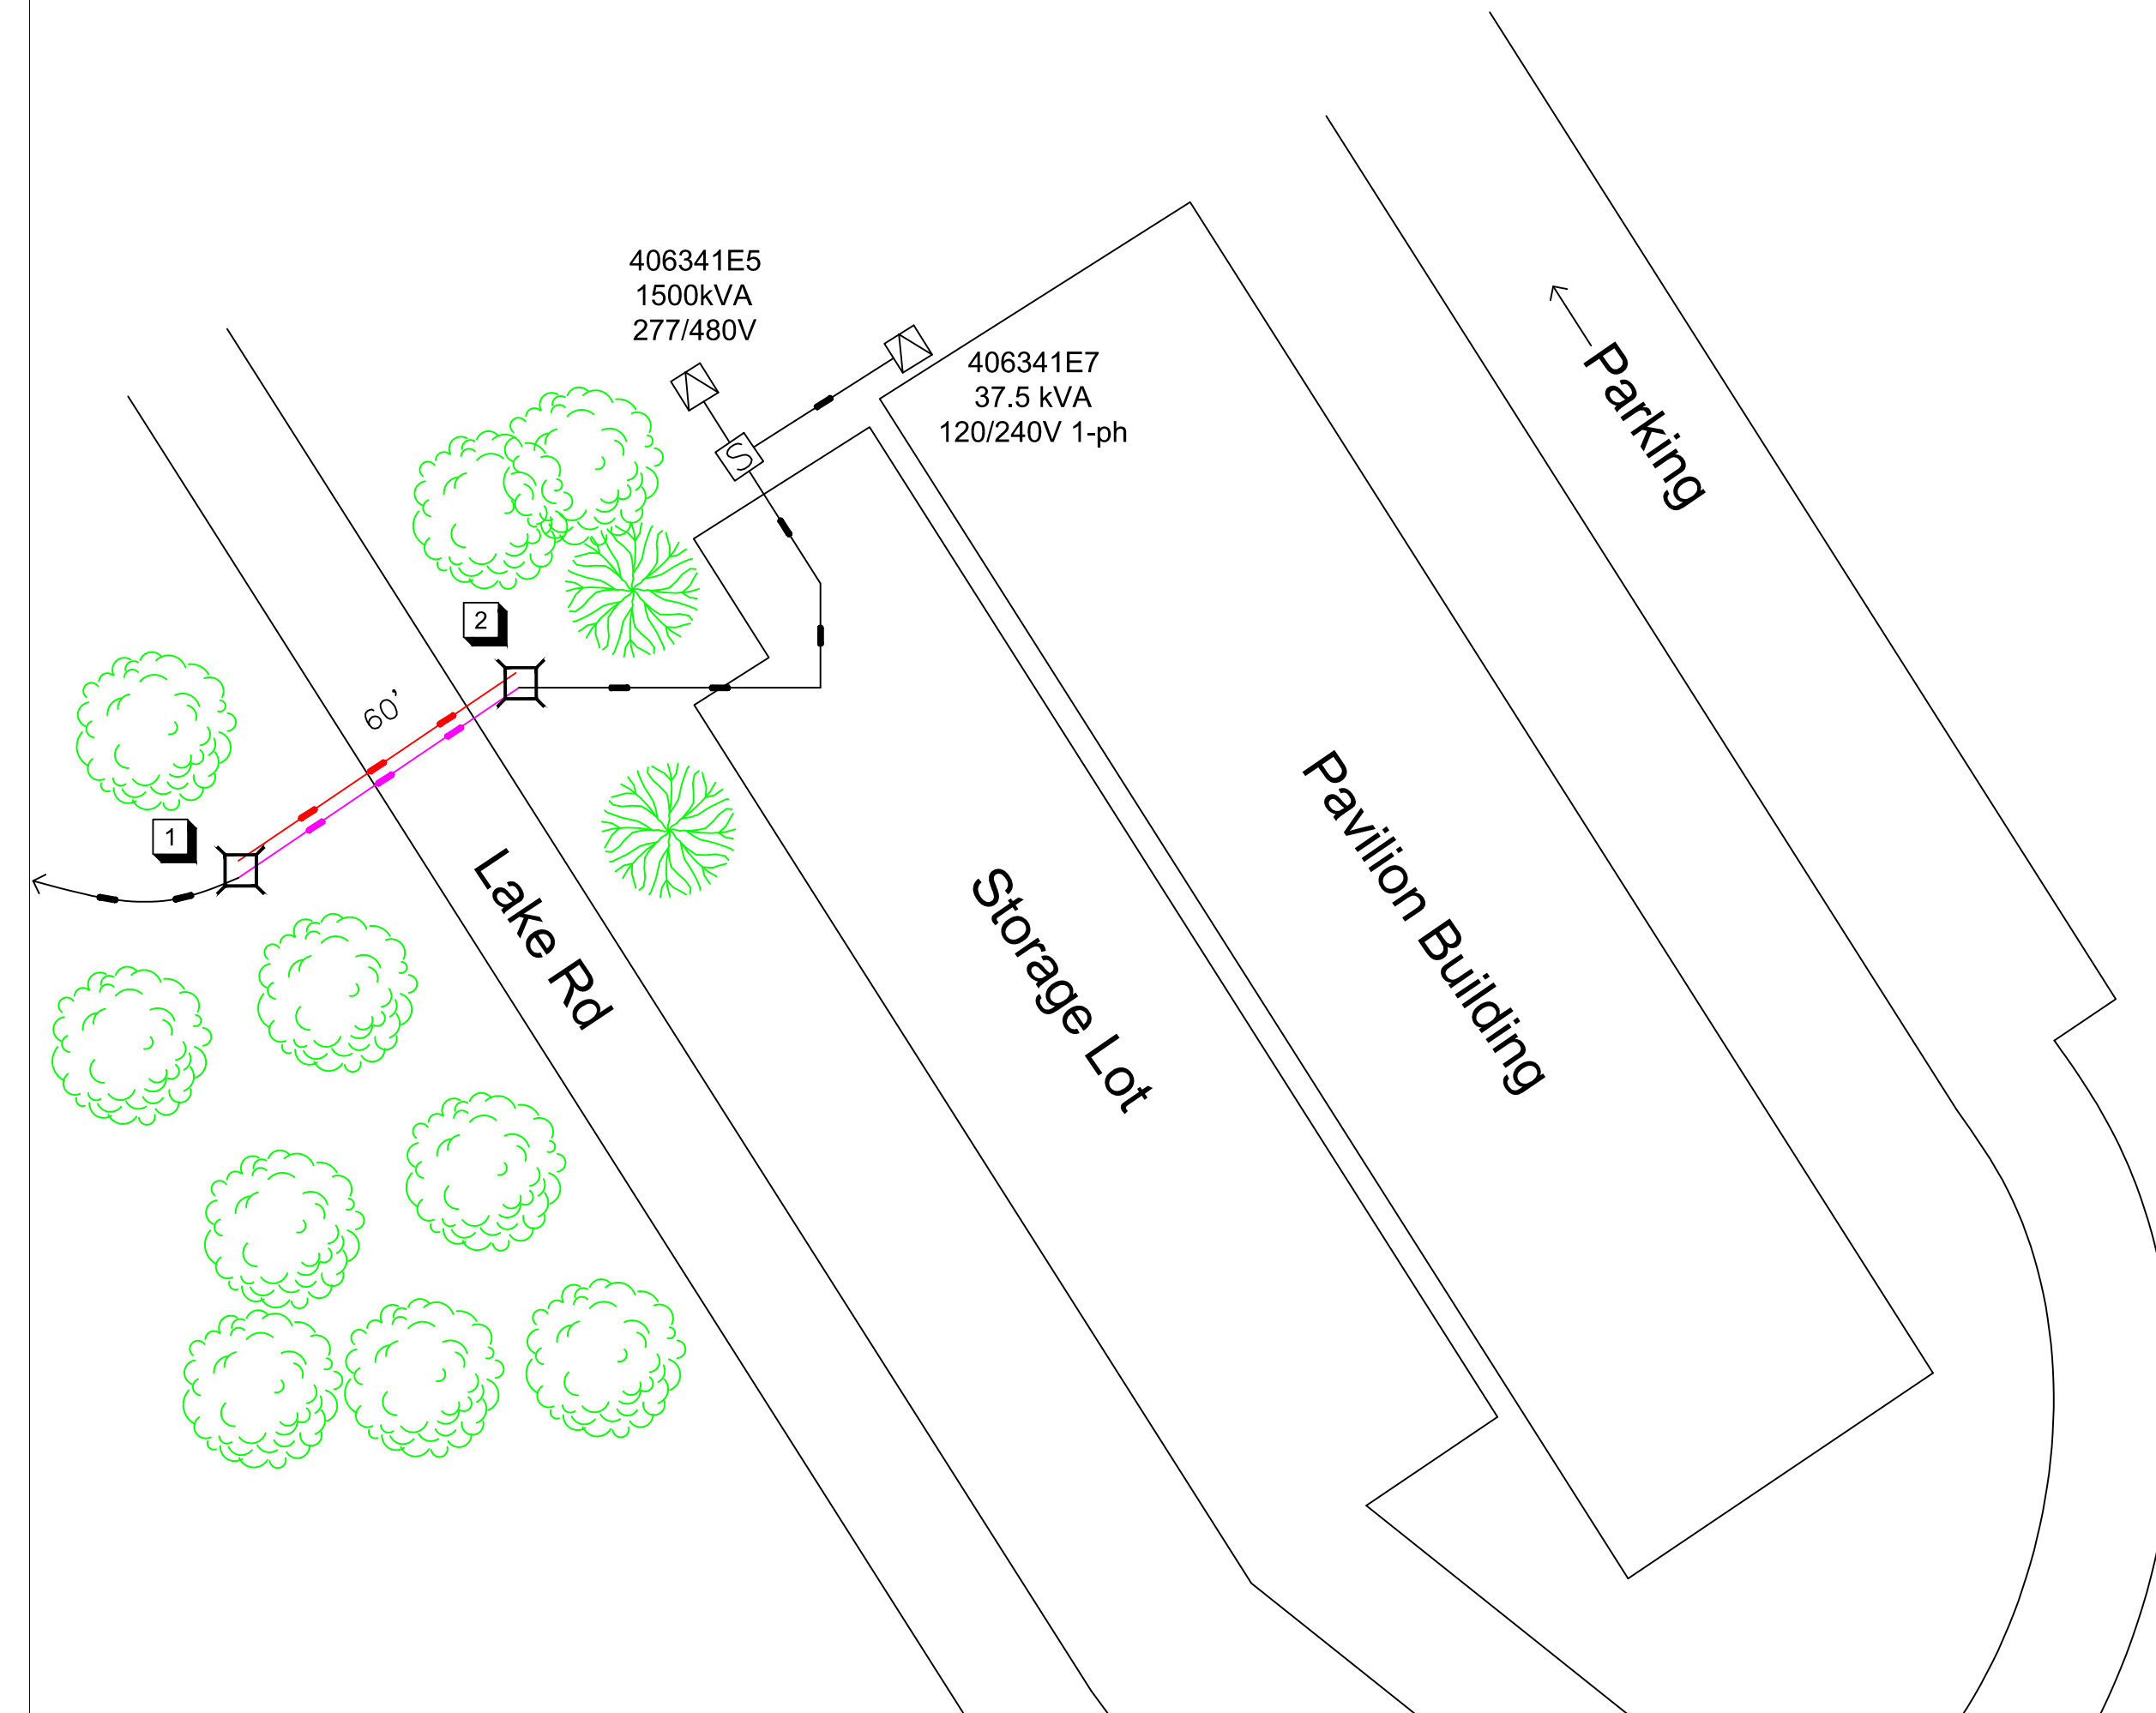 406341E5
1500kVA
277/480V
406341E7
37.5 kVA
120/240V 1-ph
Parking
S
2
60'
1
Lake Rd
Storage Lot
Pavilion Building